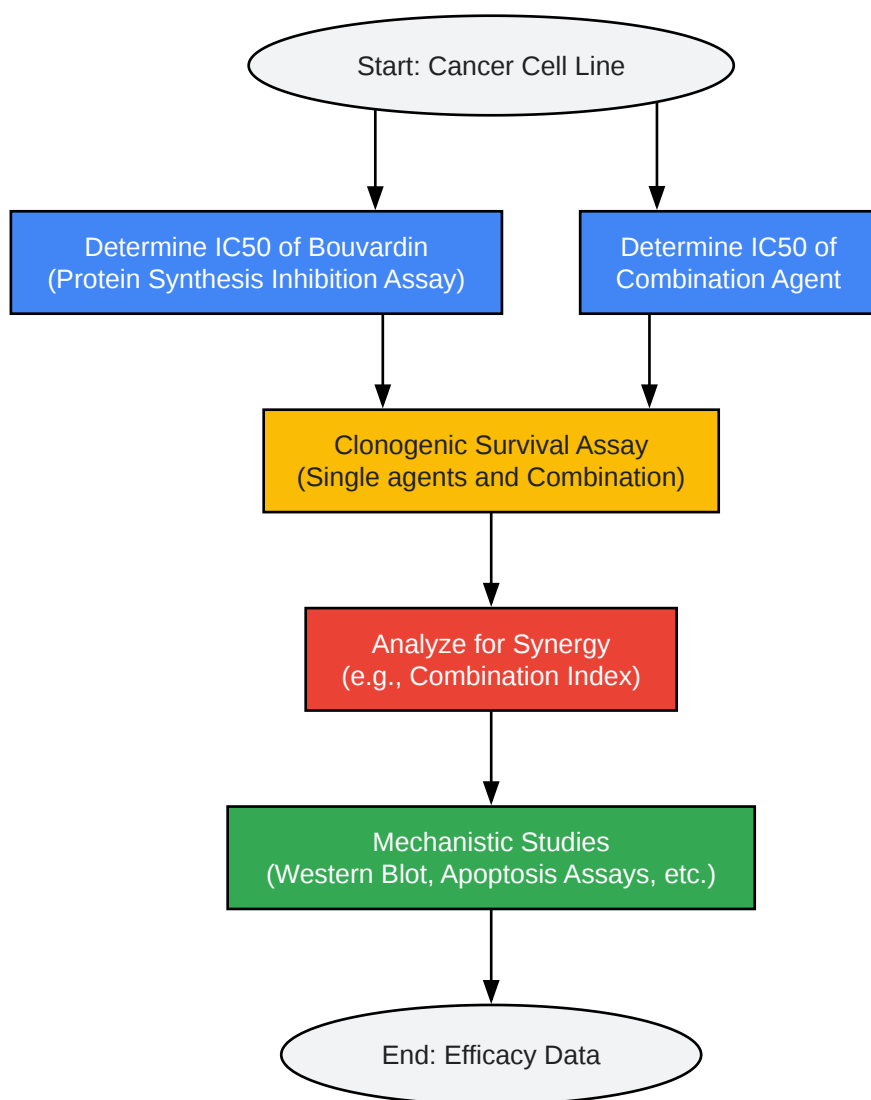 Start: Cancer Cell Line
Determine IC50 of Bouvardin
(Protein Synthesis Inhibition Assay)
Determine IC50 of
Combination Agent
Clonogenic Survival Assay
(Single agents and Combination)
Analyze for Synergy
(e.g., Combination Index)
Mechanistic Studies
(Western Blot, Apoptosis Assays, etc.)
End: Efficacy Data